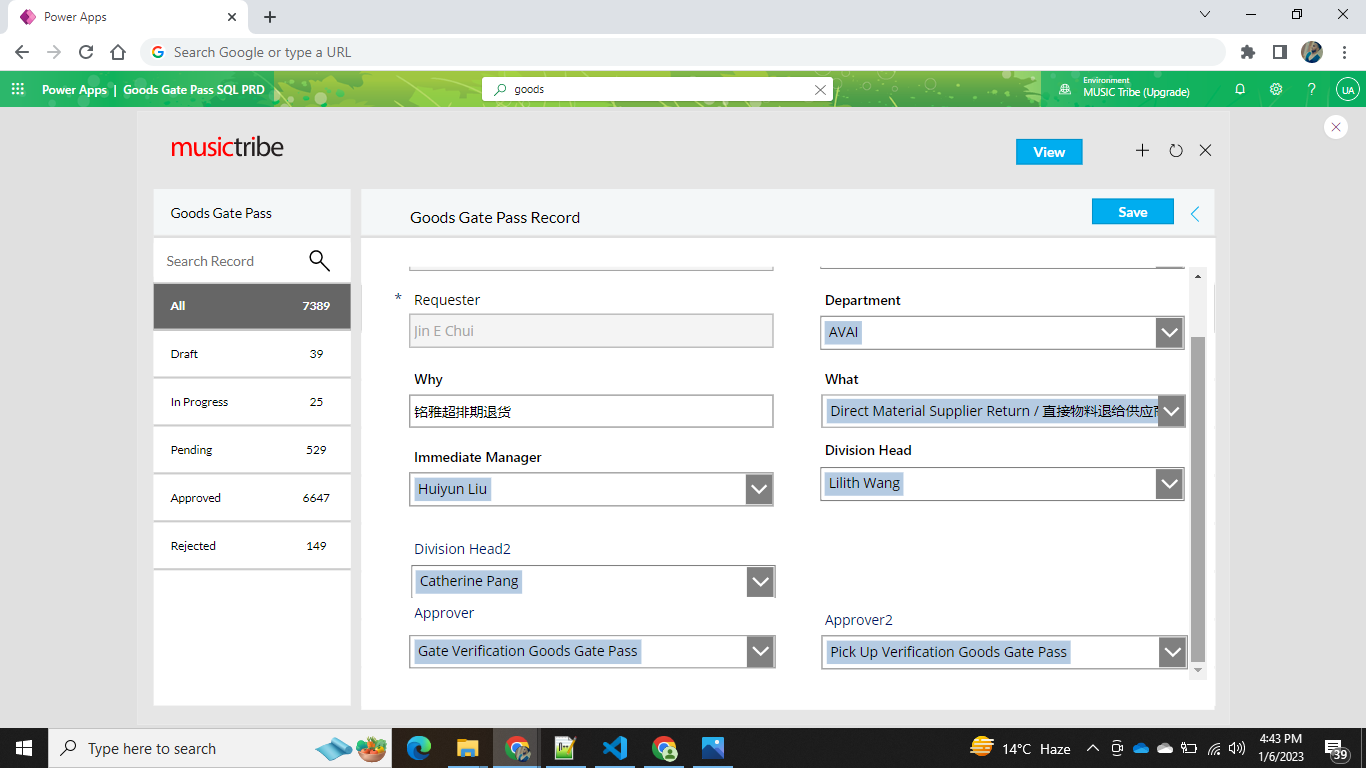 Power Apps
Search Google or type a URL
Power Apps | Goods Gate Pass SQL PRD
goods
Environment
MUSIC Tribe (Upgrade)
UA
musictribe
View
Goods Gate Pass
Goods Gate Pass Record
Save
Search Record
All 7389
Draft 39
In Progress 25
Pending 529
Approved 6647
Rejected 149
* Requester
Jin E Chui
Department
AVAI
Why
铭雅超排期退货
What
Direct Material Supplier Return / 直接物料退给供应
Immediate Manager
Huiyun Liu
Division Head
Lilith Wang
Division Head2
Catherine Pang
Approver
Gate Verification Goods Gate Pass
Approver2
Pick Up Verification Goods Gate Pass
Type here to search
14°C Haze
4:43 PM
1/6/2023
39